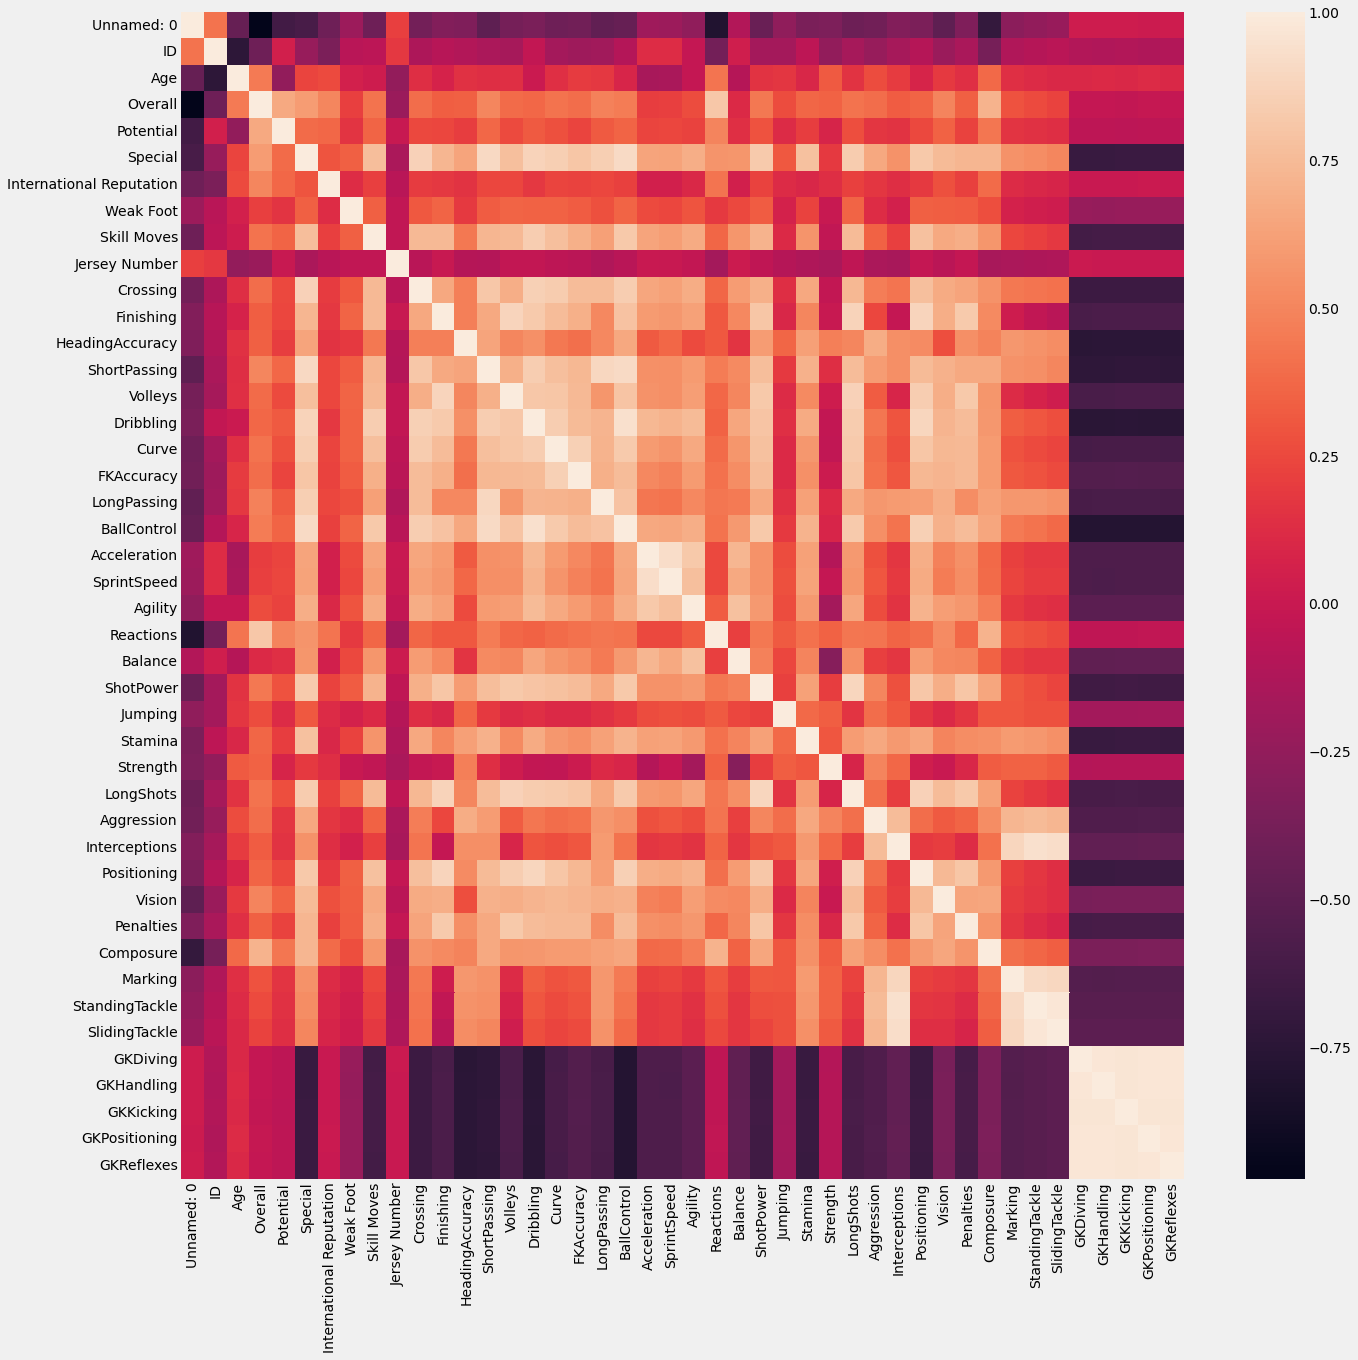 Unnamed: 0
ID
Age
Overall
Potential
Special
International Reputation
Weak Foot
Skill Moves
Jersey Number
Crossing
Finishing
HeadingAccuracy
ShortPassing
Volleys
Dribbling
Curve
FKAccuracy
LongPassing
BallControl
Acceleration
SprintSpeed
Agility
Reactions
Balance
ShotPower
Jumping
Stamina
Strength
LongShots
Aggression
Interceptions
Positioning
Vision
Penalties
Composure
Marking
StandingTackle
SlidingTackle
GKDiving
GKHandling
GKKicking
GKPositioning
GKReflexes
Unnamed: 0
ID
Age
Overall
Potential
Special
International Reputation
Weak Foot
Skill Moves
Jersey Number
Crossing
Finishing
HeadingAccuracy
ShortPassing
Volleys
Dribbling
Curve
FKAccuracy
LongPassing
BallControl
Acceleration
SprintSpeed
Agility
Reactions
Balance
ShotPower
Jumping
Stamina
Strength
LongShots
Aggression
Interceptions
Positioning
Vision
Penalties
Composure
Marking
StandingTackle
SlidingTackle
GKDiving
GKHandling
GKKicking
GKPositioning
GKReflexes
1.00
0.75
0.50
0.25
0.00
−0.25
−0.50
−0.75